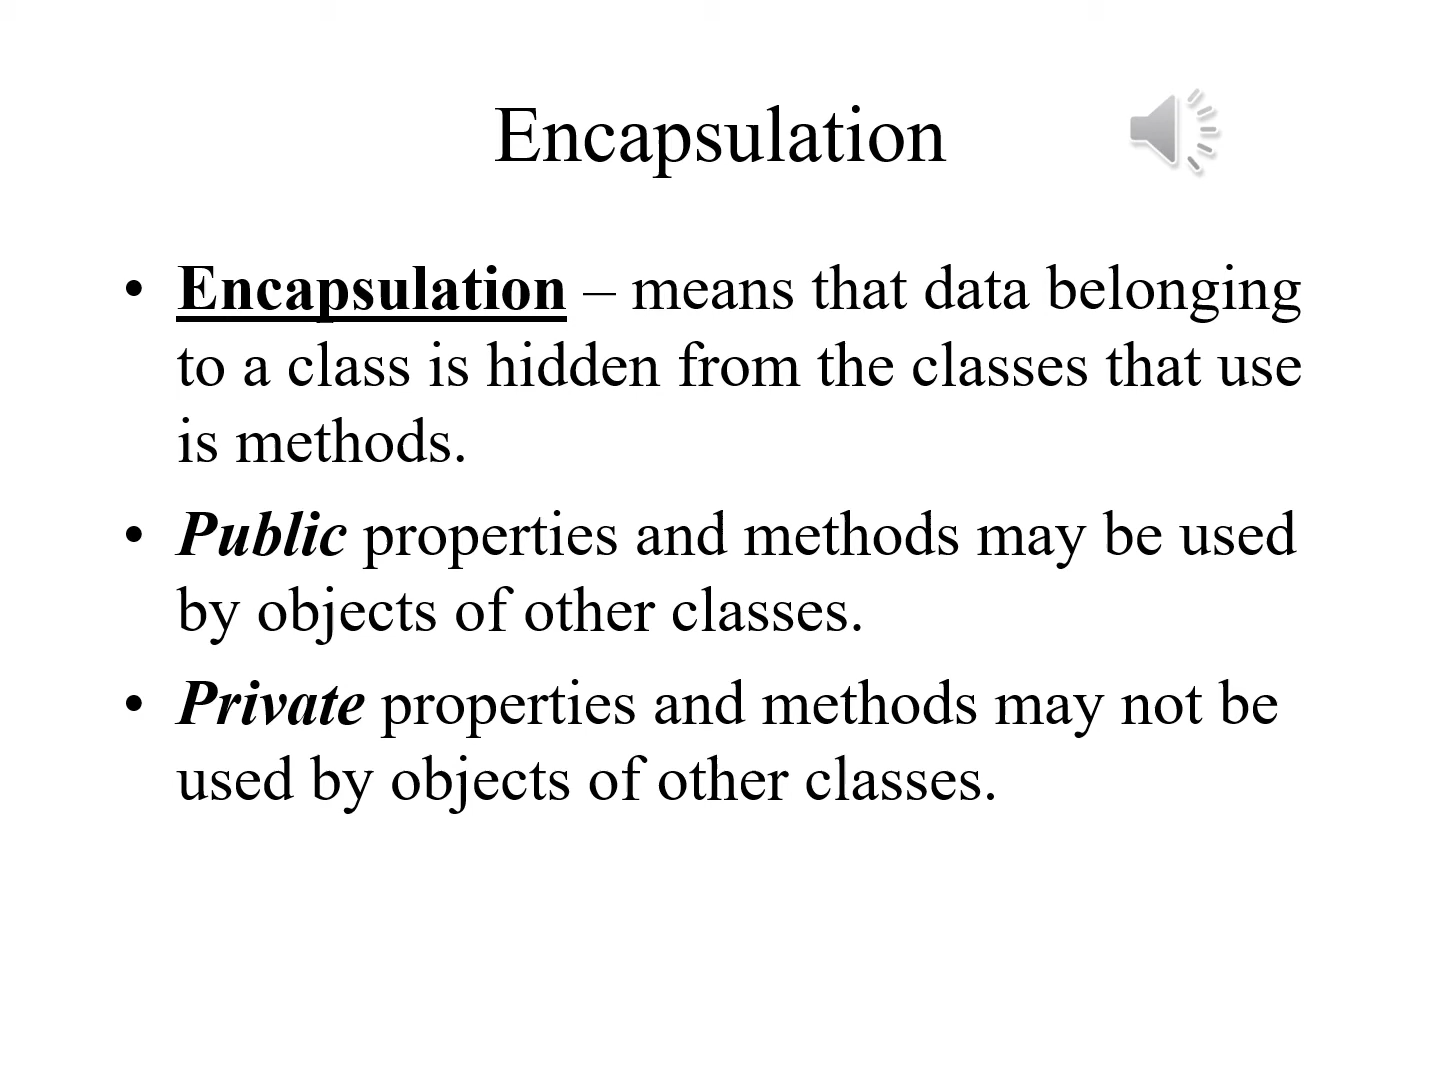 Encapsulation
• Encapsulation – means that data belonging
to a class is hidden from the classes that use
is methods.
• Public properties and methods may be used
by objects of other classes.
• Private properties and methods may not be
used by objects of other classes.